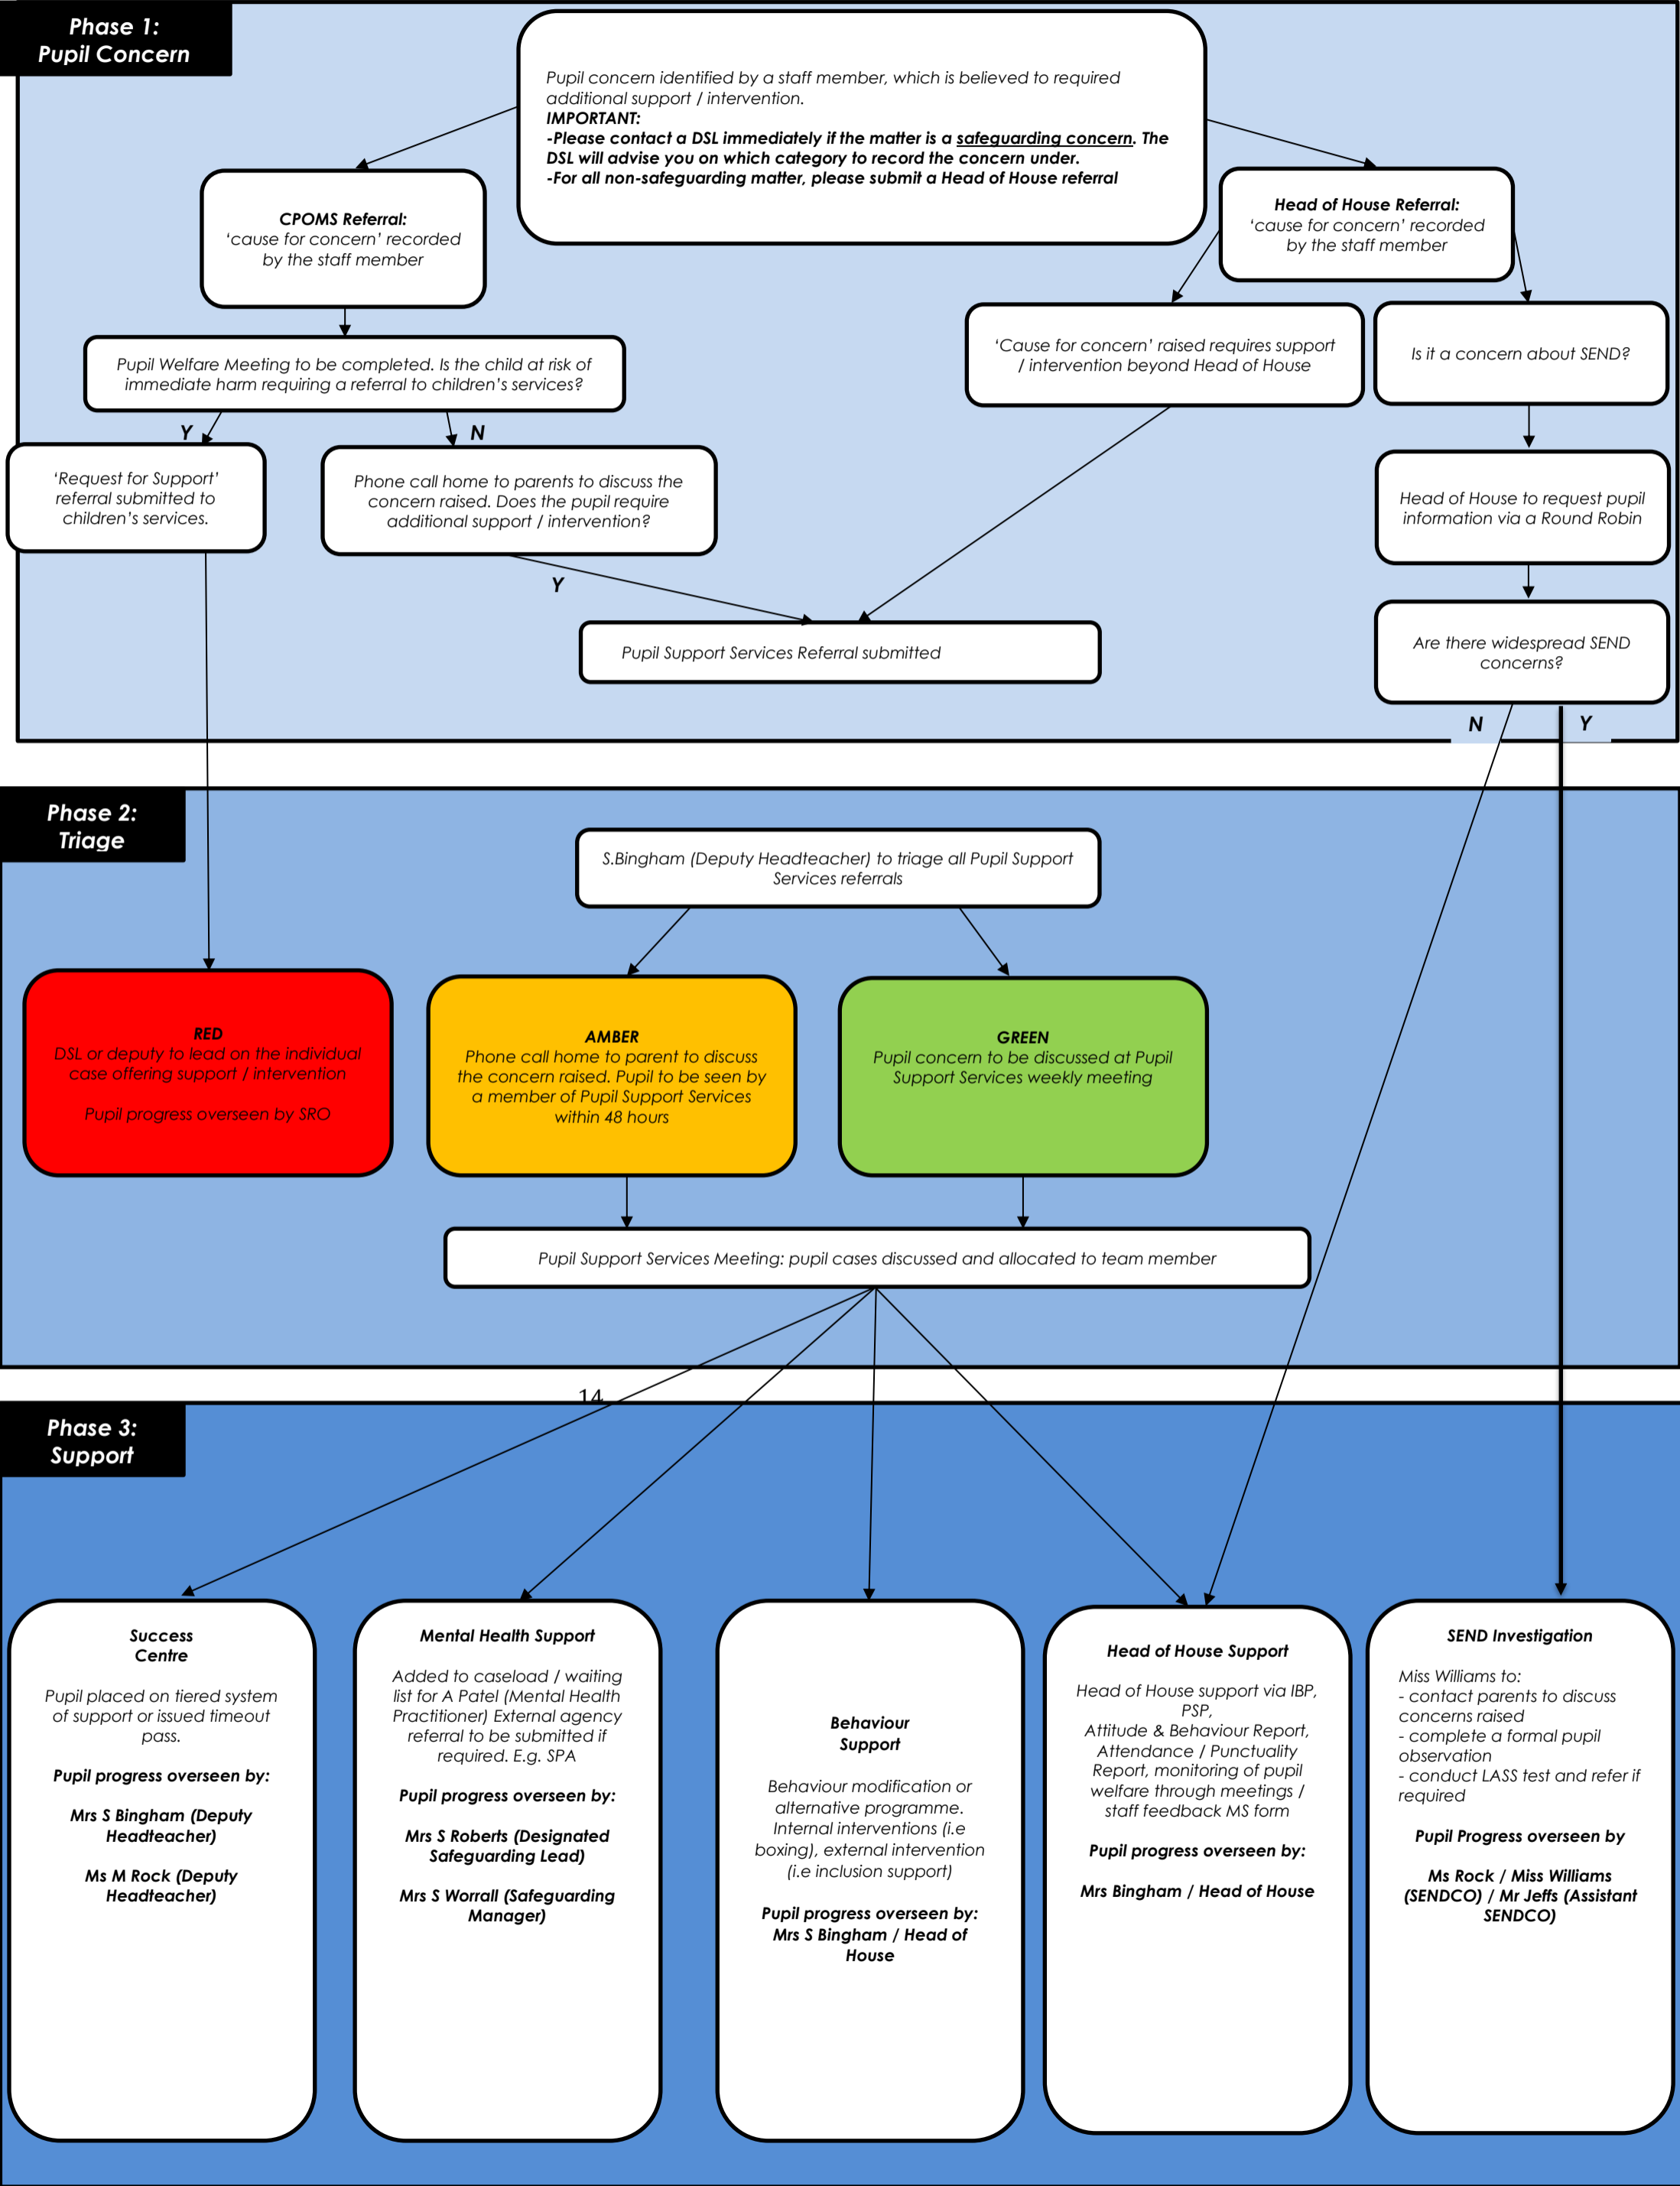 Phase 1:
Pupil Concern
Pupil concern identified by a staff member, which is believed to required
additional support / intervention.
IMPORTANT:
-Please contact a DSL immediately if the matter is a safeguarding concern. The
DSL will advise you on which category to record the concern under.
-For all non-safeguarding matter, please submit a Head of House referral
CPOMS Referral:
‘cause for concern’ recorded
by the staff member
Head of House Referral:
‘cause for concern’ recorded
by the staff member
Pupil Welfare Meeting to be completed. Is the child at risk of
immediate harm requiring a referral to children’s services?
‘Cause for concern’ raised requires support
/ intervention beyond Head of House
Is it a concern about SEND?
Y
N
‘Request for Support’
referral submitted to
children’s services.
Phone call home to parents to discuss the
concern raised. Does the pupil require
additional support / intervention?
Head of House to request pupil
information via a Round Robin
Y
Pupil Support Services Referral submitted
Are there widespread SEND
concerns?
N
Y
Phase 2:
Triage
S.Bingham (Deputy Headteacher) to triage all Pupil Support
Services referrals
RED
DSL or deputy to lead on the individual
case offering support / intervention
Pupil progress overseen by SRO
AMBER
Phone call home to parent to discuss
the concern raised. Pupil to be seen by
a member of Pupil Support Services
within 48 hours
GREEN
Pupil concern to be discussed at Pupil
Support Services weekly meeting
Pupil Support Services Meeting: pupil cases discussed and allocated to team member
14
Phase 3:
Support
Success
Centre
Pupil placed on tiered system
of support or issued timeout
pass.
Pupil progress overseen by:
Mrs S Bingham (Deputy
Headteacher)
Ms M Rock (Deputy
Headteacher)
Mental Health Support
Added to caseload / waiting
list for A Patel (Mental Health
Practitioner) External agency
referral to be submitted if
required. E.g. SPA
Pupil progress overseen by:
Mrs S Roberts (Designated
Safeguarding Lead)
Mrs S Worrall (Safeguarding
Manager)
Behaviour
Support
Behaviour modification or
alternative programme.
Internal interventions (i.e
boxing), external intervention
(i.e inclusion support)
Pupil progress overseen by:
Mrs S Bingham / Head of
House
Head of House Support
Head of House support via IBP,
PSP,
Attitude & Behaviour Report,
Attendance / Punctuality
Report, monitoring of pupil
welfare through meetings /
staff feedback MS form
Pupil progress overseen by:
Mrs Bingham / Head of House
SEND Investigation
Miss Williams to:
- contact parents to discuss
concerns raised
- complete a formal pupil
observation
- conduct LASS test and refer if
required
Pupil Progress overseen by
Ms Rock / Miss Williams
(SENDCO) / Mr Jeffs (Assistant
SENDCO)